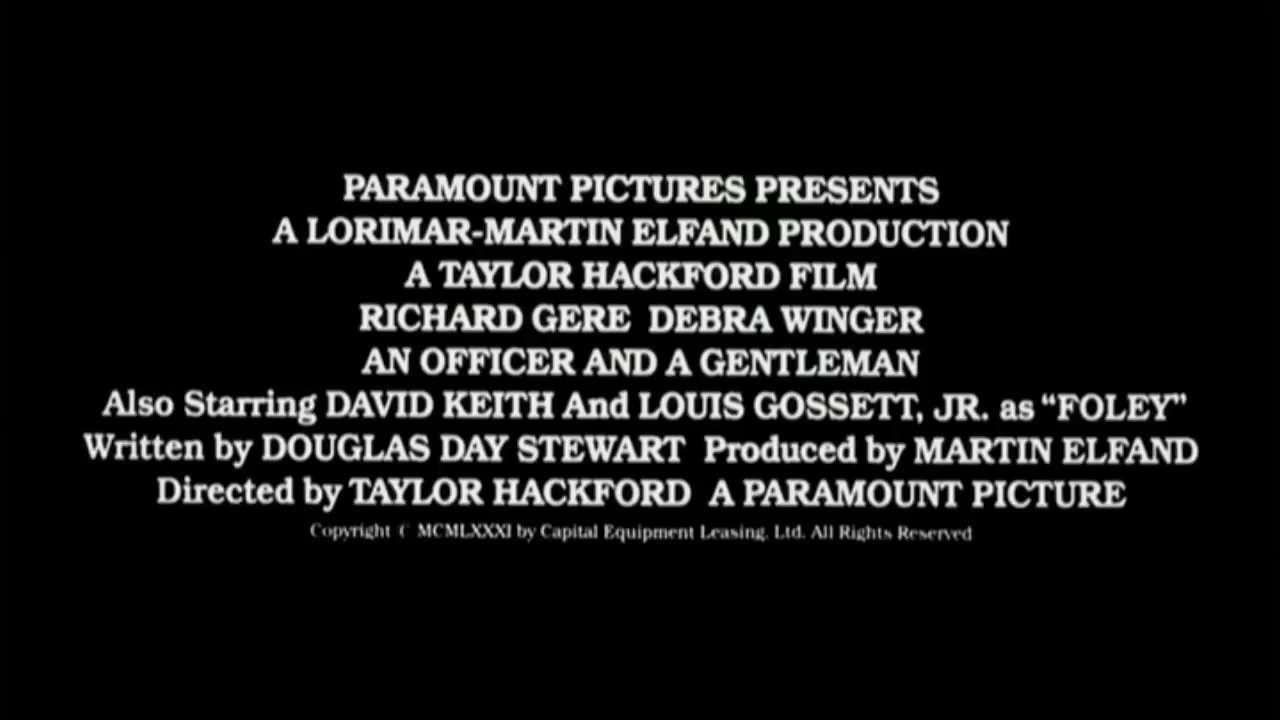 PARAMOUNT PICTURES PRESENTS
A LORIMAR-MARTIN ELFAND PRODUCTION
A TAYLOR HACKFORD FILM
RICHARD GERE DEBRA WINGER
AN OFFICER AND A GENTLEMAN
Also Starring DAVID KEITH And LOUIS GOSSETT, JR. as “FOLEY”
Written by DOUGLAS DAY STEWART Produced by MARTIN ELFAND
Directed by TAYLOR HACKFORD A PARAMOUNT PICTURE
Copyright © MCMLXXXI by Capital Equipment Leasing, Ltd. All Rights Reserved